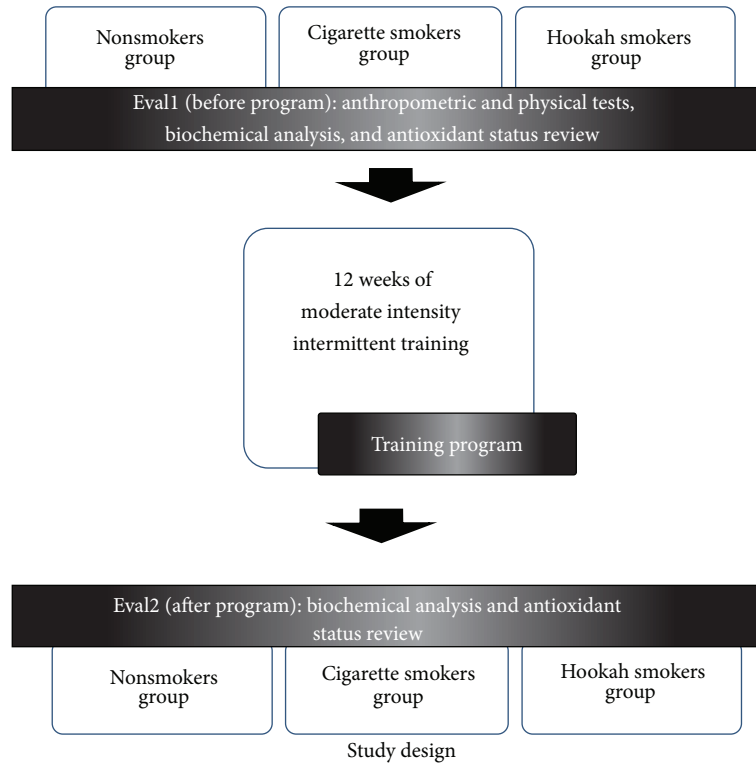 Nonsmokers
group
Cigarette smokers
group
Hookah smokers
group
Eval1 (before program): anthropometric and physical tests,
biochemical analysis, and antioxidant status review
12 weeks of
moderate intensity
intermittent training
Training program
Eval2 (after program): biochemical analysis and antioxidant
status review
Nonsmokers
group
Cigarette smokers
group
Hookah smokers
group
Study design